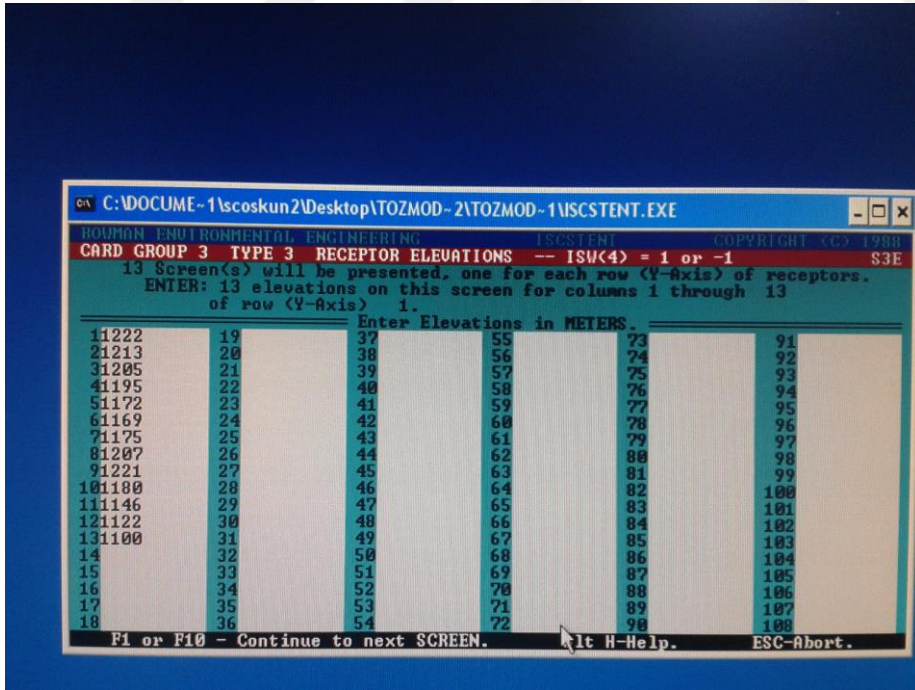 C:\DOCUME~1\scoskun2\Desktop\TOZMOD~2\TOZMOD~1\ISCSTENT.EXE
BOWMAN ENVIRONMENTAL ENGINEERING ISCSTENT COPYRIGHT (C) 1988
CARD GROUP 3 TYPE 3 RECEPTOR ELEVATIONS -- ISW(4) = 1 or -1 S3E
13 Screen(s) will be presented, one for each row (Y-Axis) of receptors.
ENTER: 13 elevations on this screen for columns 1 through 13
of row (Y-Axis) 1.
Enter Elevations in METERS.
1 1222 19 37 55 73 91
2 1213 20 38 56 74 92
3 1205 21 39 57 75 93
4 1195 22 40 58 76 94
5 1172 23 41 59 77 95
6 1169 24 42 60 78 96
7 1175 25 43 61 79 97
8 1207 26 44 62 80 98
9 1221 27 45 63 81 99
10 1180 28 46 64 82 100
11 1146 29 47 65 83 101
12 1122 30 48 66 84 102
13 1100 31 49 67 85 103
14 32 50 68 86 104
15 33 51 69 87 105
16 34 52 70 88 106
17 35 53 71 89 107
18 36 54 72 90 108
F1 or F10 - Continue to next SCREEN. lt H-Help. ESC-Abort.